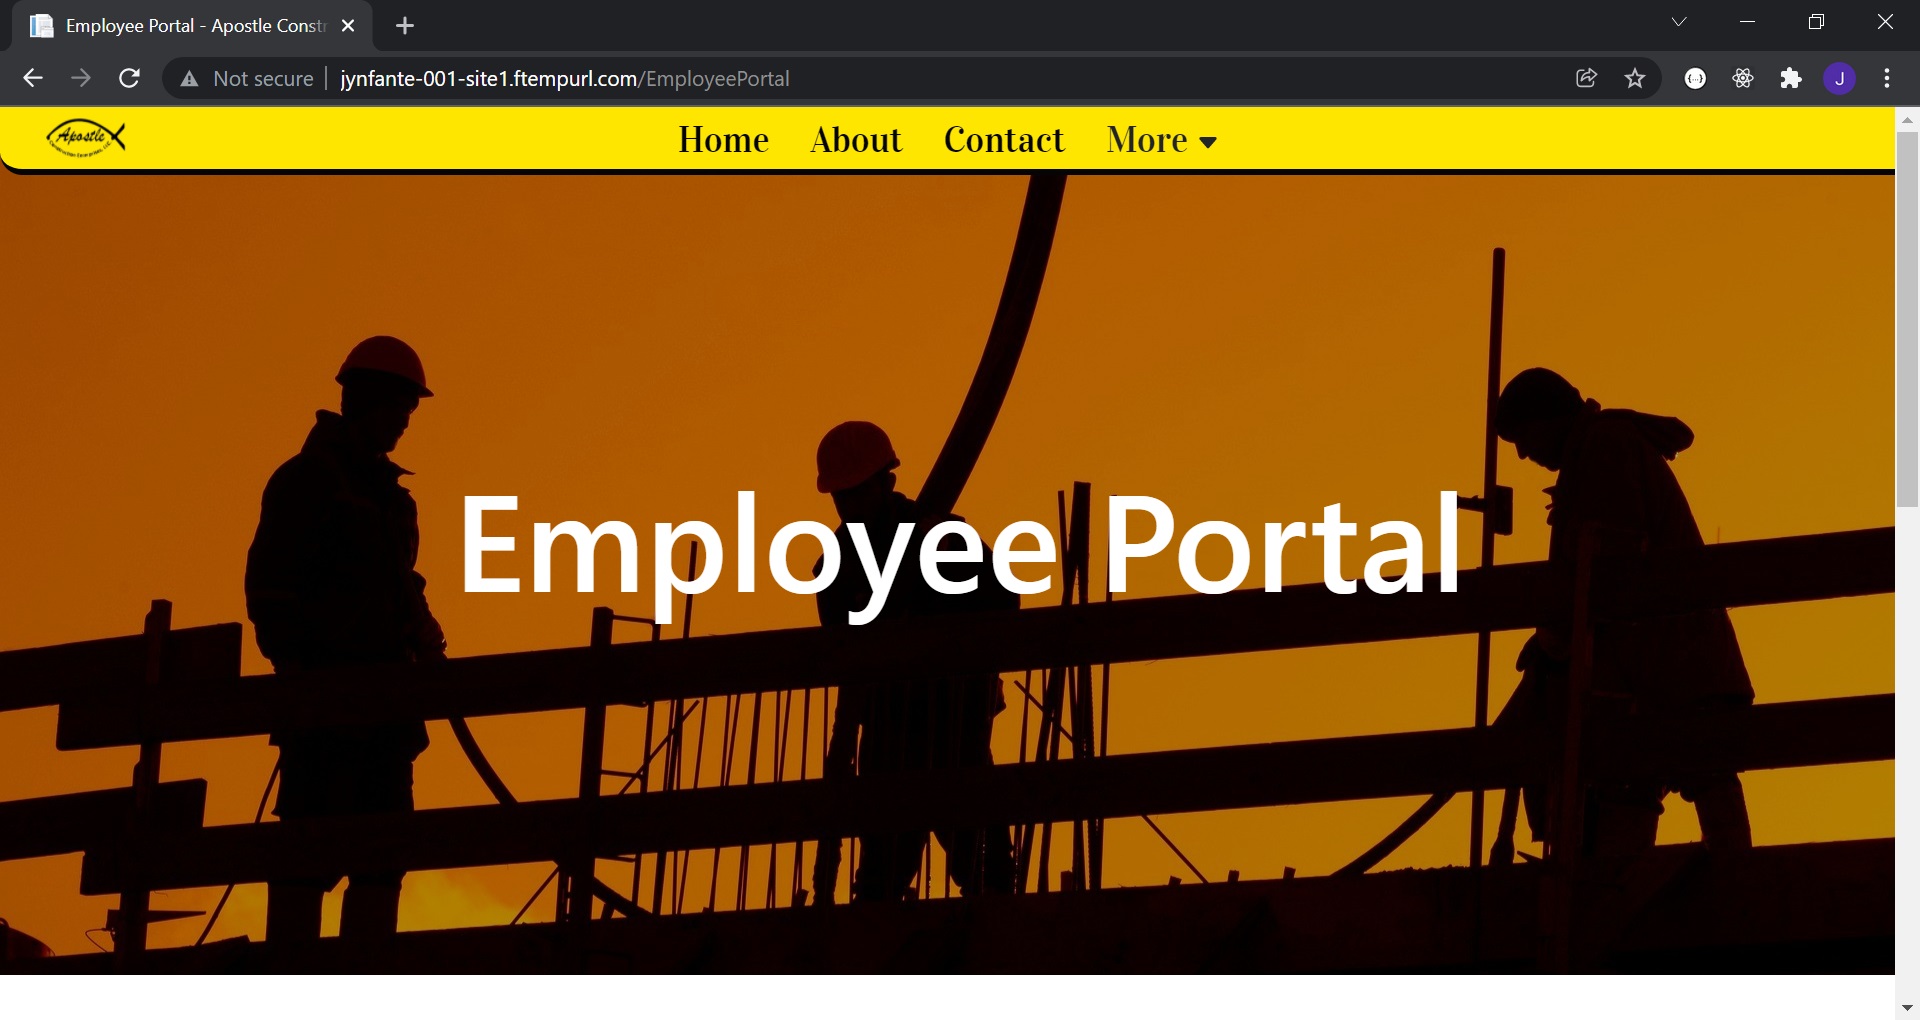 Employee Portal - Apostle Constr
Not secure jynfante-001-site1.ftempurl.com/EmployeePortal
J
Apostle
Home About Contact More
Employee Portal